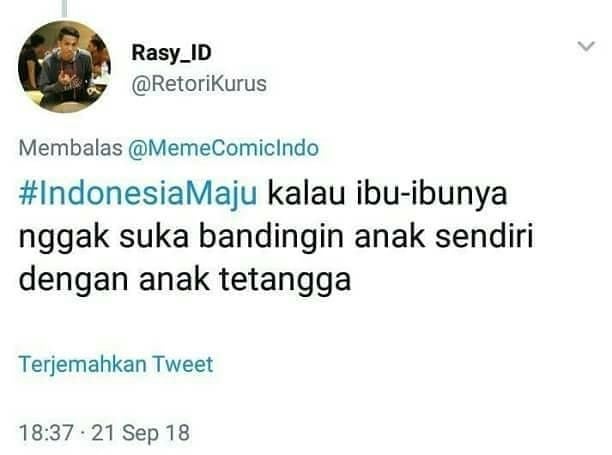 Rasy_ID
@RetoriKurus
Membalas @MemeComicIndo
#IndonesiaMaju kalau ibu-ibunya
nggak suka bandingin anak sendiri
dengan anak tetangga
Terjemahkan Tweet
18:37 · 21 Sep 18